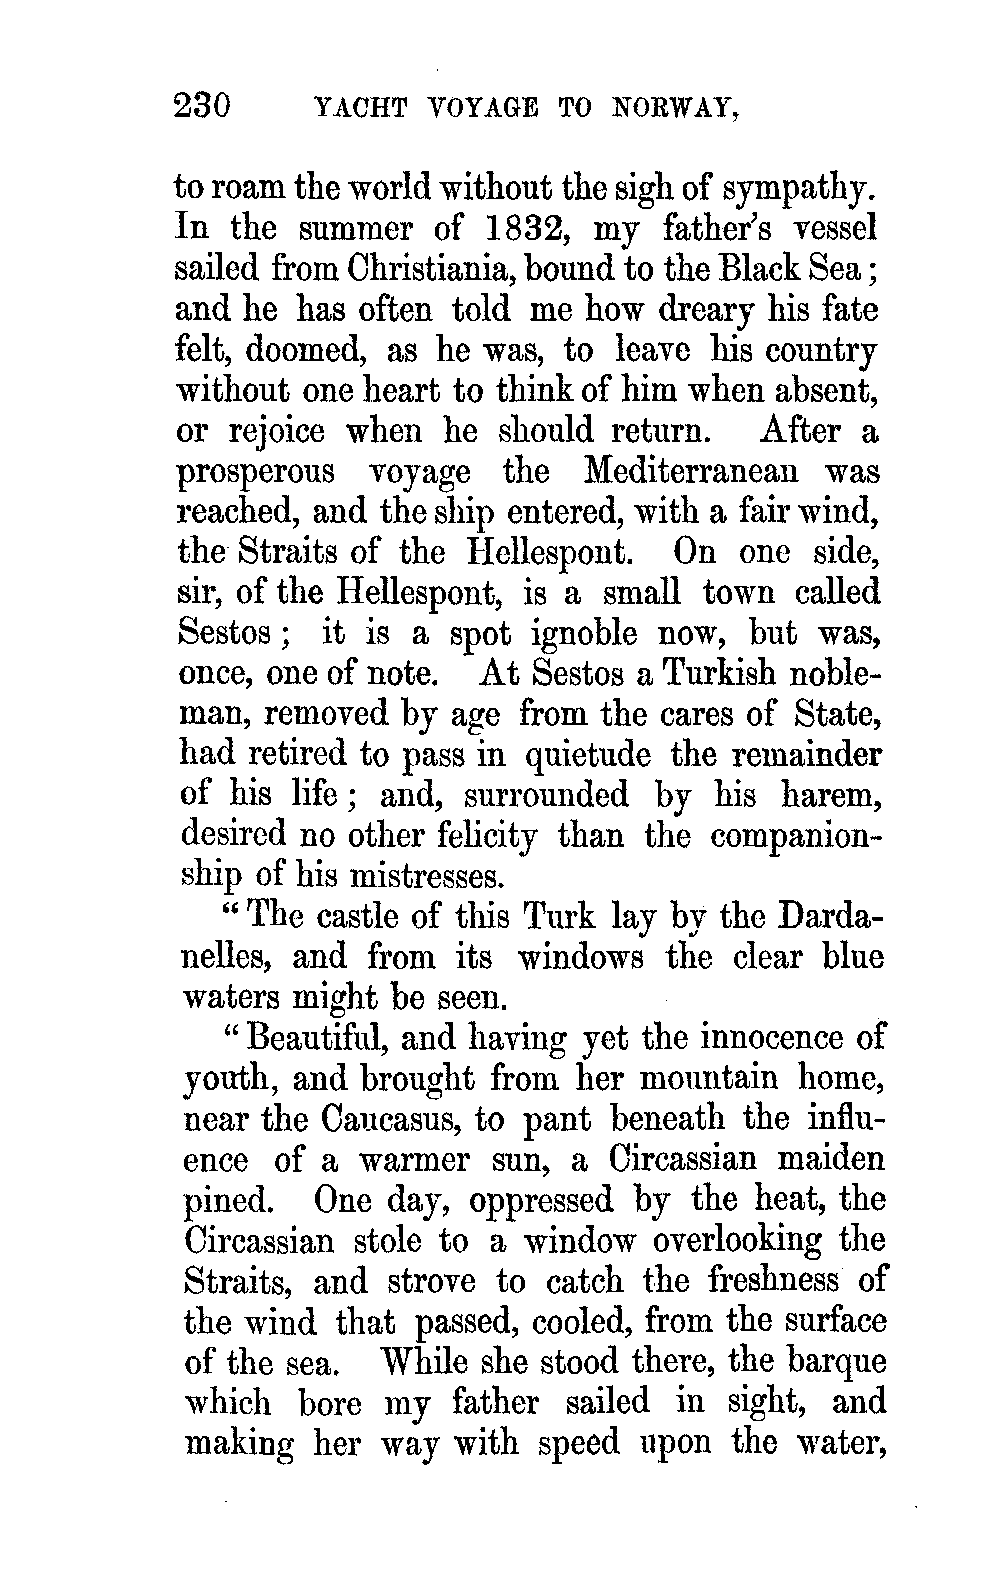 230 YACHT VOYAGE TO NORWAY,
to roam the world without the sigh of sympathy.
In the summer of 1832, my father's vessel
sailed from Christiania, bound to the Black Sea;
and he has often told me how dreary his fate
felt, doomed, as he was, to leave his country
without one heart to think of him when absent,
or rejoice when he should return. After a
prosperous voyage the Mediterranean was
reached, and the ship entered, with a fair wind,
the Straits of the Hellespont. On one side,
sir, of the Hellespont, is a small town called
Sestos; it is a spot ignoble now, but was,
once, one of note. At Sestos a Turkish noble-
man, removed by age from the cares of State,
had retired to pass in quietude the remainder
of his life; and, surrounded by his harem,
desired no other felicity than the companion-
ship of his mistresses.
"The castle of this Turk lay by the Darda-
nelles, and from its windows the clear blue
waters might be seen.
"Beautiful, and having yet the innocence of
youth, and brought from her mountain home,
near the Caucasus, to pant beneath the influ-
ence of a warmer sun, a Circassian maiden
pined. One day, oppressed by the heat, the
Circassian stole to a window overlooking the
Straits, and strove to catch the freshness of
the wind that passed, cooled, from the surface
of the sea. While she stood there, the barque
which bore my father sailed in sight, and
making her way with speed upon the water,